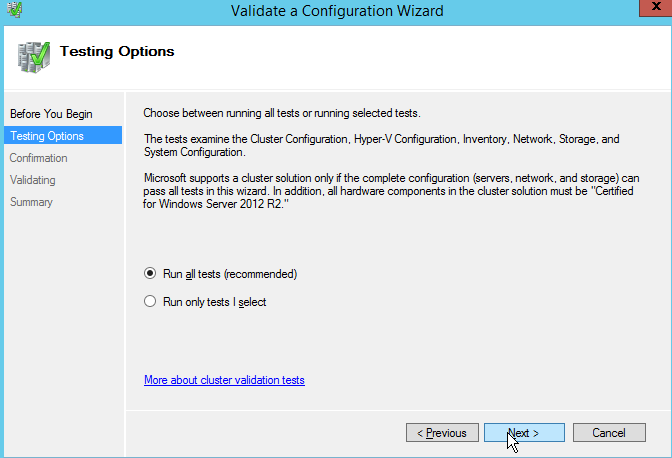 Validate a Configuration Wizard
X
Testing Options
Before You Begin
Testing Options
Confirmation
Validating
Summary
Choose between running all tests or running selected tests.
The tests examine the Cluster Configuration, Hyper-V Configuration, Inventory, Network, Storage, and
System Configuration.
Microsoft supports a cluster solution only if the complete configuration (servers, network, and storage) can
pass all tests in this wizard. In addition, all hardware components in the cluster solution must be "Certified
for Windows Server 2012 R2."
Run all tests (recommended)
Run only tests I select
More about cluster validation tests
< Previous
Next >
Cancel